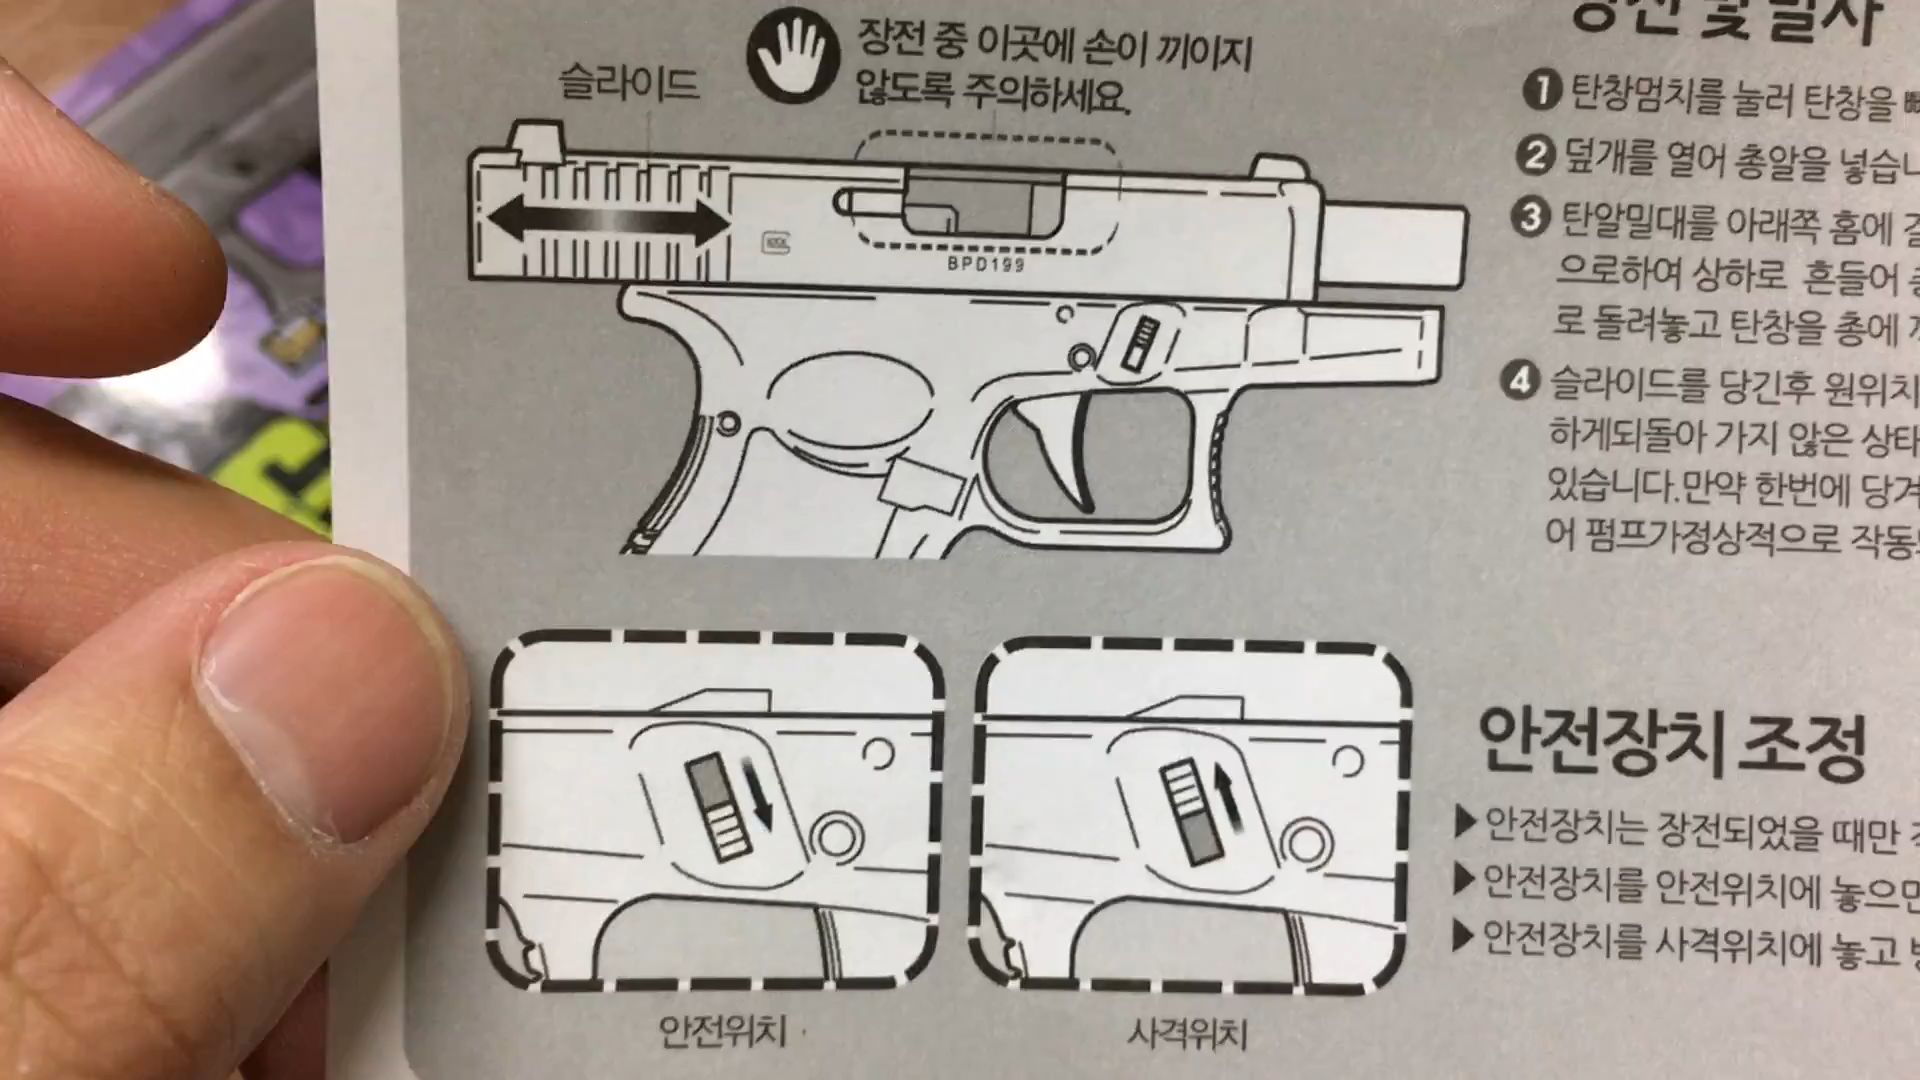 슬라이드
장전 중 이곳에 손이 끼이지
않도록 주의하세요.
BPD199
안전위치
사격위치
장전 및 발사
1 탄창멈치를 눌러 탄창을
2 덮개를 열어 총알을 넣습니
3 탄알밀대를 아래쪽 홈에
으로하여 상하로 흔들어
로 돌려놓고 탄창을 총에
4 슬라이드를 당긴후 원위치
하게되돌아 가지 않은 상태
있습니다.만약 한번에 당겨
어 펌프가정상적으로 작동
안전장치 조정
▶안전장치는 장전되었을 때만
▶안전장치를 안전위치에 놓으면
▶안전장치를 사격위치에 놓고